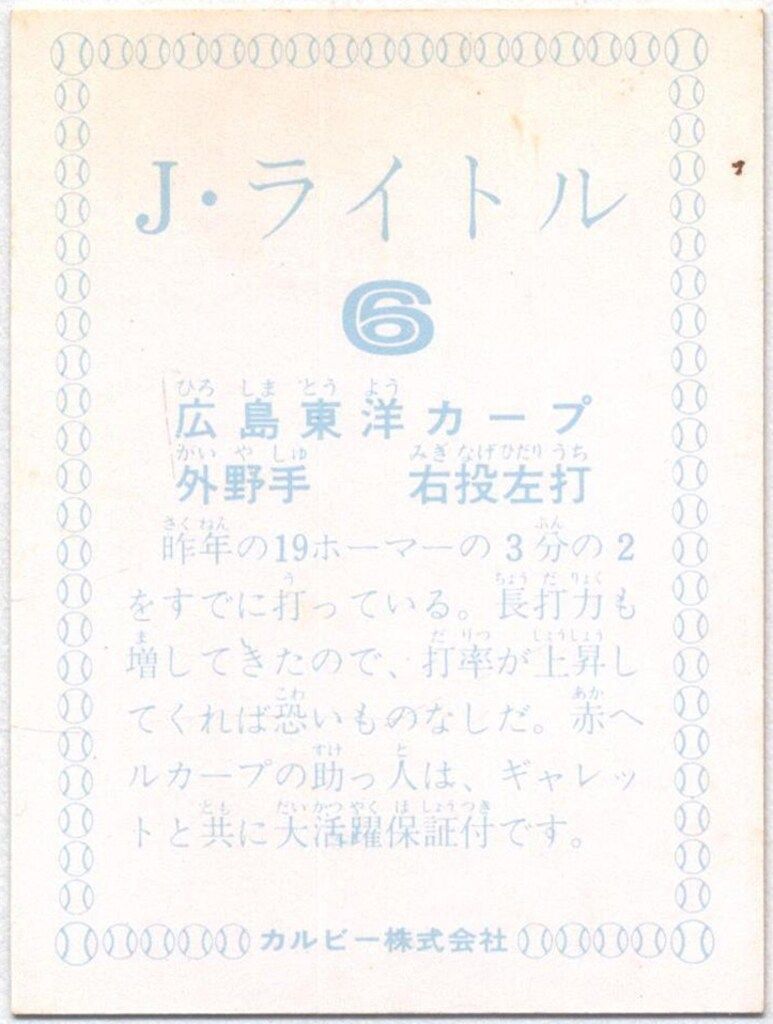 J・ライトル
6
ひろ しま とう よう
広島東洋カープ
がい や しゅ みぎ なげ ひだり うち
外野手 右投左打
さく ねん ぶん
昨年の19ホーマーの3分の2
う ちょう だ りょく
をすでに打っている。長打力も
ま だ りつ じょうしょう
増してきたので、打率が上昇し
こわ あか
てくれば恐いものなしだ。赤ヘ
すけ と
ルカープの助っ人は、ギャレッ
とも だい かつ やく ほ しょうつき
トと共に大活躍保証付です。
カルビー株式会社